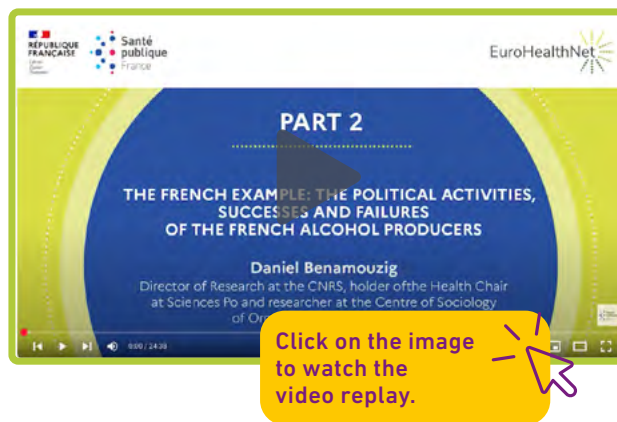 RÉPUBLIQUE
FRANÇAISE
Santé
publique
France
EuroHealthNet
PART 2
THE FRENCH EXAMPLE: THE POLITICAL ACTIVITIES,
SUCCESSES AND FAILURES
OF THE FRENCH ALCOHOL PRODUCERS
Daniel Benamouzig
Director of Research at the CNRS, holder ofthe Health Chair
at Sciences Po and researcher at the Centre of Sociology
of
0:00 / 24:38
Click on the image
to watch the
video replay.